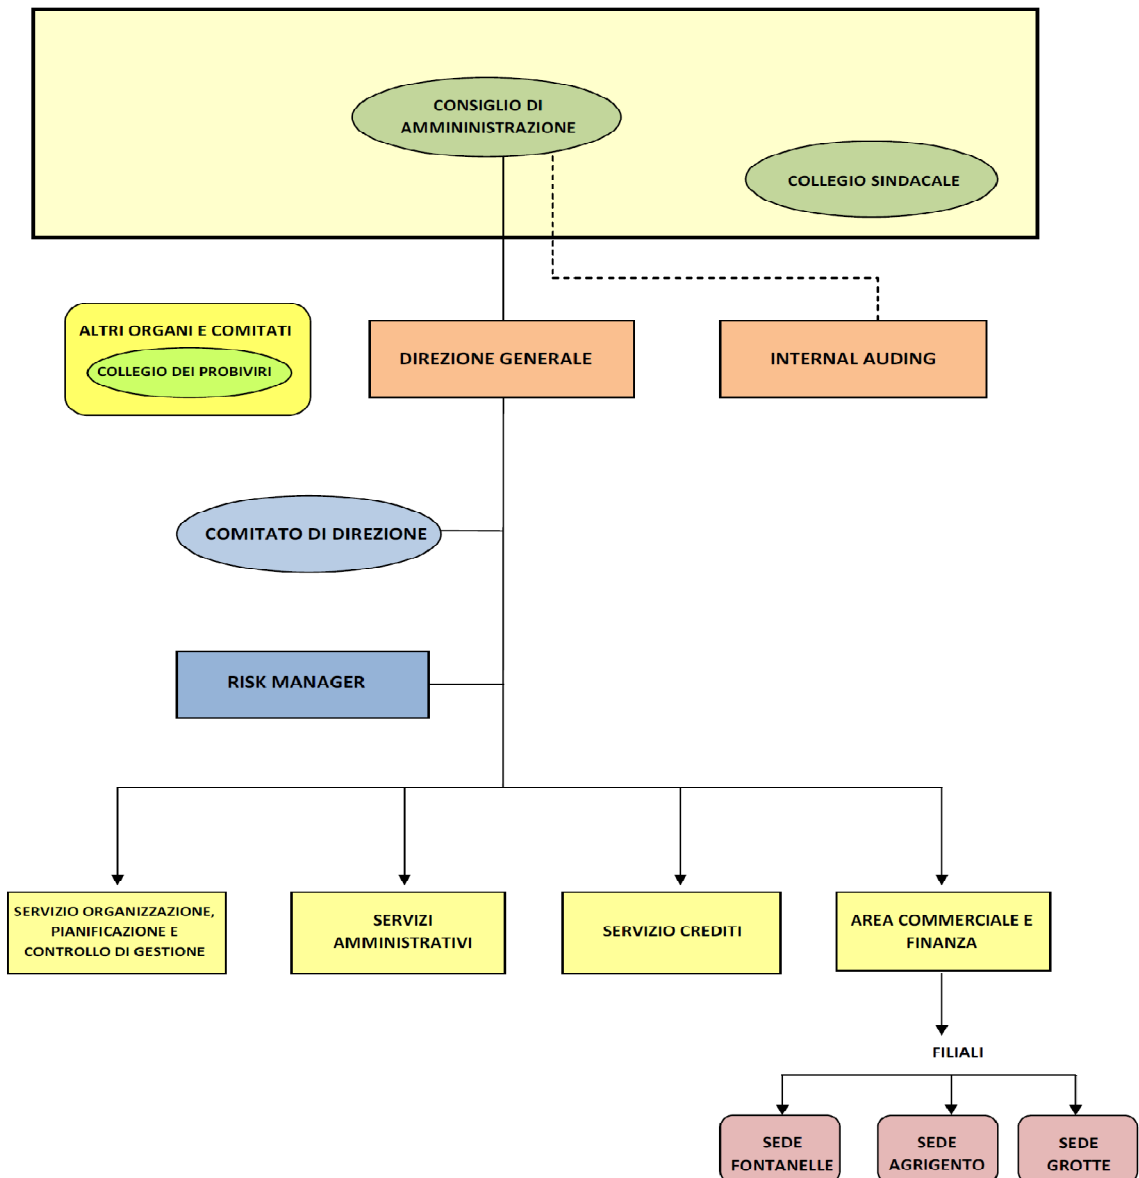 CONSIGLIO DI
AMMININISTRAZIONE
COLLEGIO SINDACALE
ALTRI ORGANI E COMITATI
COLLEGIO DEI PROBIVIRI
DIREZIONE GENERALE
INTERNAL AUDING
COMITATO DI DIREZIONE
RISK MANAGER
SERVIZIO ORGANIZZAZIONE,
PIANIFICAZIONE E
CONTROLLO DI GESTIONE
SERVIZI
AMMINISTRATIVI
SERVIZIO CREDITI
AREA COMMERCIALE E
FINANZA
FILIALI
SEDE
FONTANELLE
SEDE
AGRIGENTO
SEDE
GROTTE